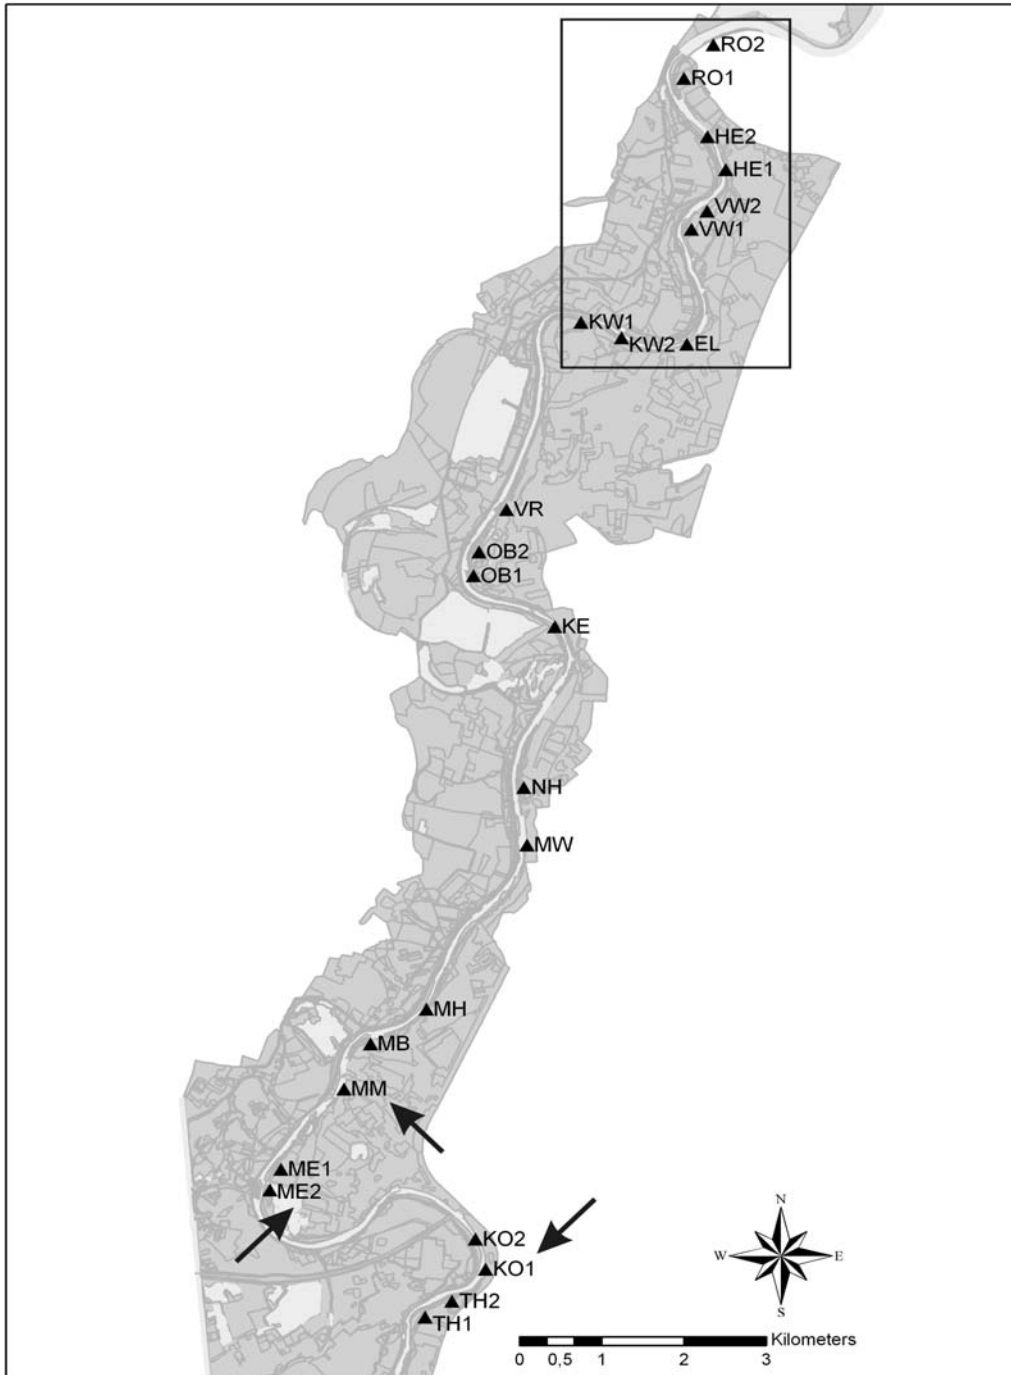 RO2
RO1
HE2
HE1
VW2
VW1
KW1
KW2
EL
VR
OB2
OB1
KE
NH
MW
MH
MB
MM
ME1
ME2
KO2
KO1
TH2
TH1
N
W
E
S
Kilometers
0 0,5 1 2 3